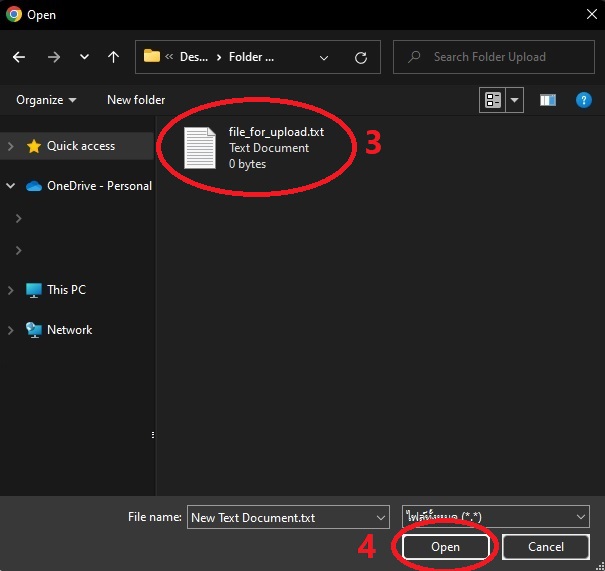 Open
Des... Folder ...
Search Folder Upload
Organize New folder
?
Quick access
OneDrive - Personal
This PC
Network
file_for_upload.txt
Text Document
0 bytes
3
File name: New Text Document.txt ไฟล์ทั้งหมด (*.*)
4 Open Cancel